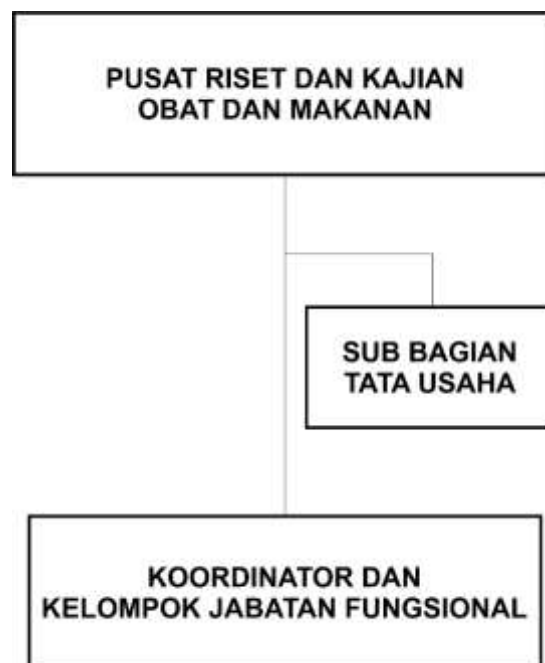 PUSAT RISET DAN KAJIAN
OBAT DAN MAKANAN
SUB BAGIAN
TATA USAHA
KOORDINATOR DAN
KELOMPOK JABATAN FUNGSIONAL